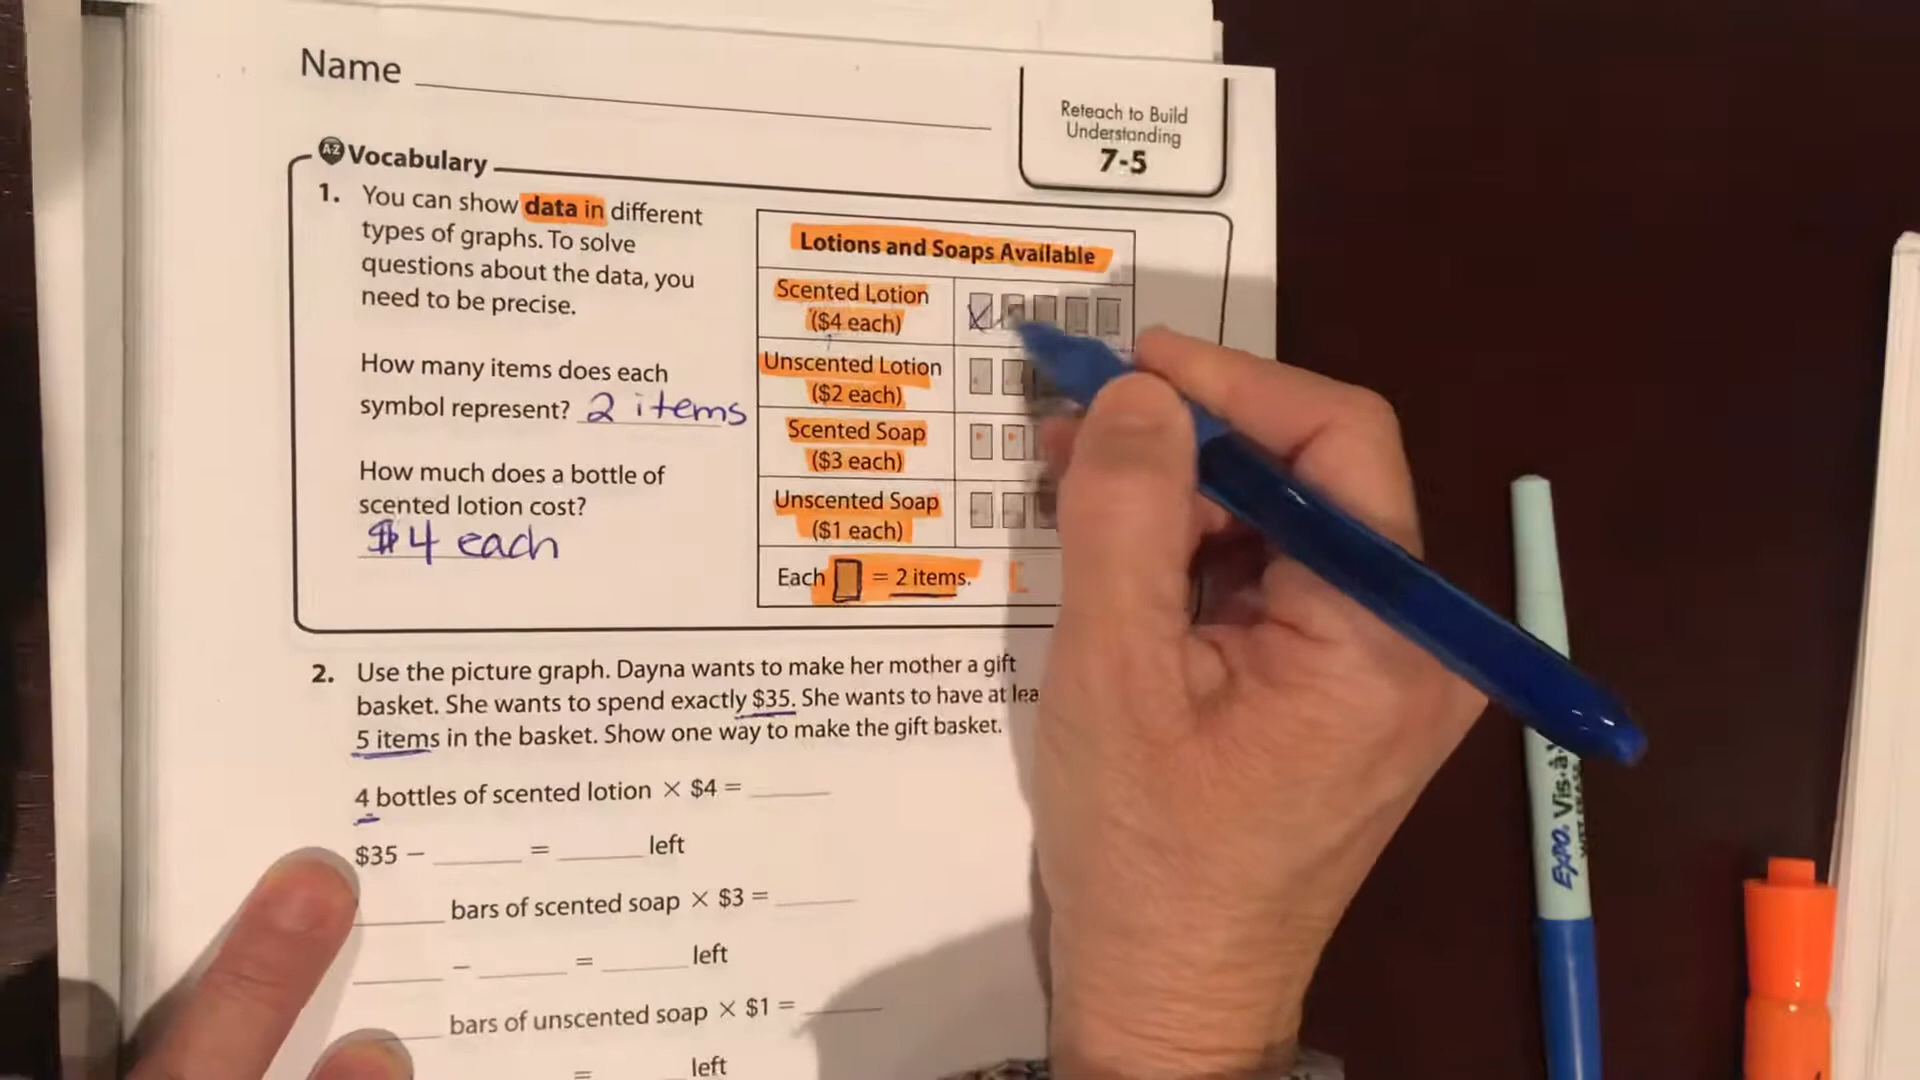 Name
Reteach to Build
Understanding
7-5
A-Z Vocabulary
1. You can show data in different
types of graphs. To solve
questions about the data, you
need to be precise.
How many items does each
symbol represent? 2 items
How much does a bottle of
scented lotion cost?
$4 each
Lotions and Soaps Available
Scented Lotion
($4 each)
Unscented Lotion
($2 each)
Scented Soap
($3 each)
Unscented Soap
($1 each)
Each = 2 items.
2. Use the picture graph. Dayna wants to make her mother a gift
basket. She wants to spend exactly $35. She wants to have at
5 items in the basket. Show one way to make the gift basket.
4 bottles of scented lotion × $4 =
$35 − = left
bars of scented soap × $3 =
− = left
bars of unscented soap × $1 =
= left
EXPO. Vis-à